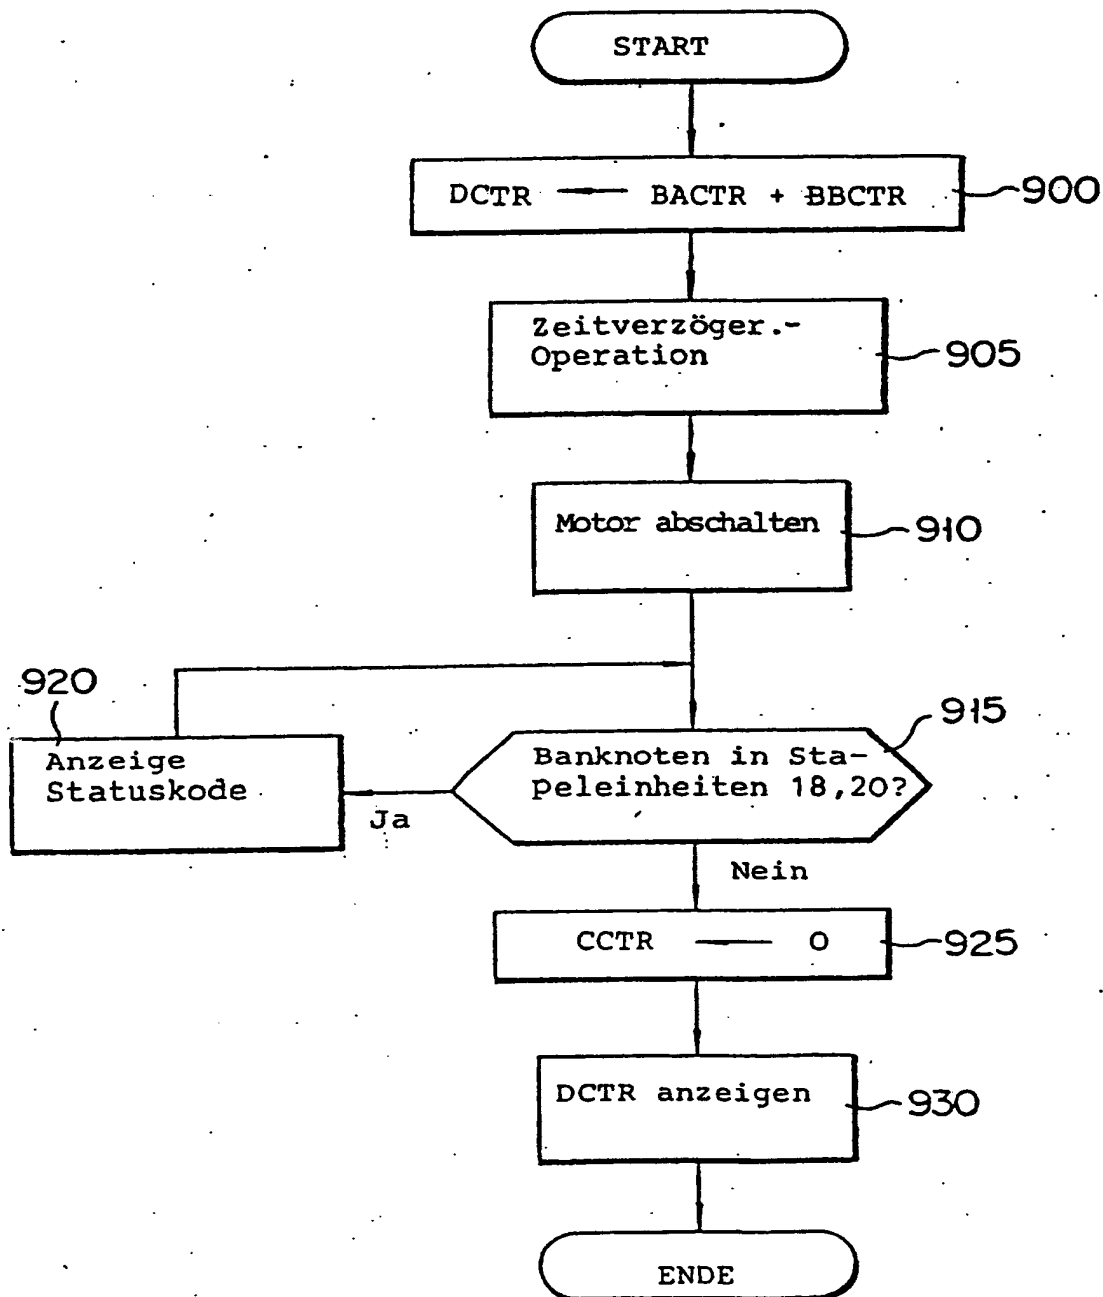 START
DCTR ← BACTR + BBCTR
900
Zeitverzöger.-
Operation
905
Motor abschalten
910
920
Anzeige
Statuskode
915
Banknoten in Sta-
peleinheiten 18,20?
Ja
Nein
CCTR — O
925
DCTR anzeigen
930
ENDE